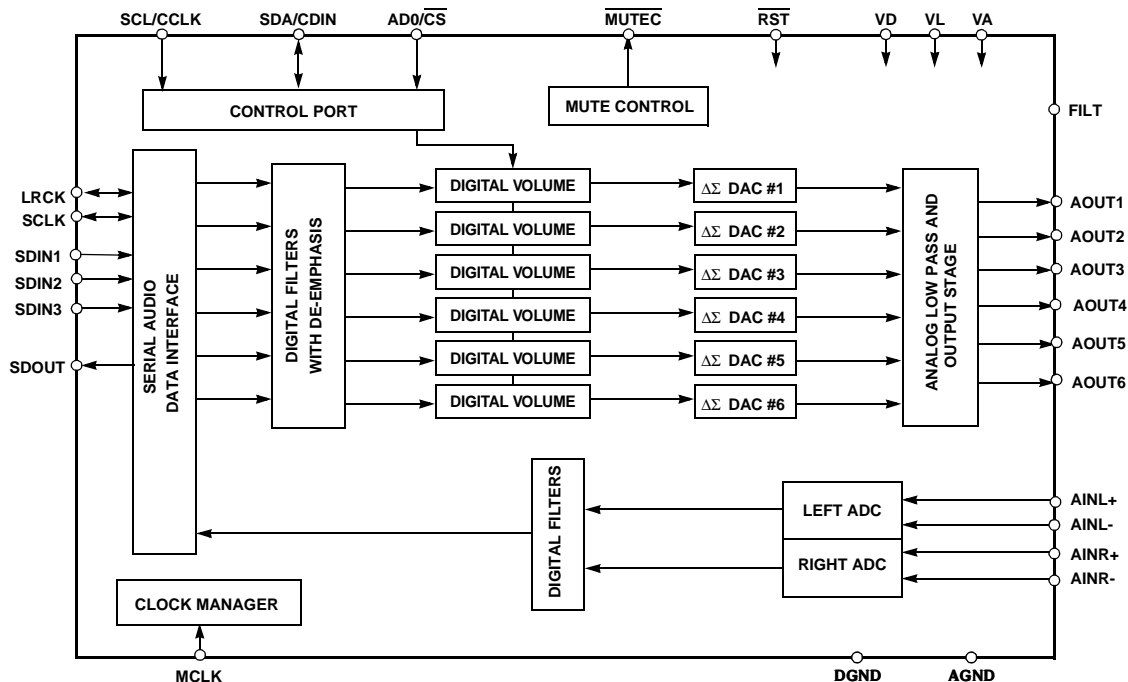 SCL/CCLK SDA/CDIN AD0/CS MUTEC RST VD VL VA
CONTROL PORT
MUTE CONTROL
FILT
LRCK
SCLK
SDIN1
SDIN2
SDIN3
SDOUT
SERIAL AUDIO
DATA INTERFACE
DIGITAL FILTERS
WITH DE-EMPHASIS
DIGITAL VOLUME
DIGITAL VOLUME
DIGITAL VOLUME
DIGITAL VOLUME
DIGITAL VOLUME
DIGITAL VOLUME
ΔΣ DAC #1
ΔΣ DAC #2
ΔΣ DAC #3
ΔΣ DAC #4
ΔΣ DAC #5
ΔΣ DAC #6
ANALOG LOW PASS AND
OUTPUT STAGE
AOUT1
AOUT2
AOUT3
AOUT4
AOUT5
AOUT6
DIGITAL FILTERS
LEFT ADC
RIGHT ADC
AINL+
AINL-
AINR+
AINR-
CLOCK MANAGER
MCLK
DGND
AGND